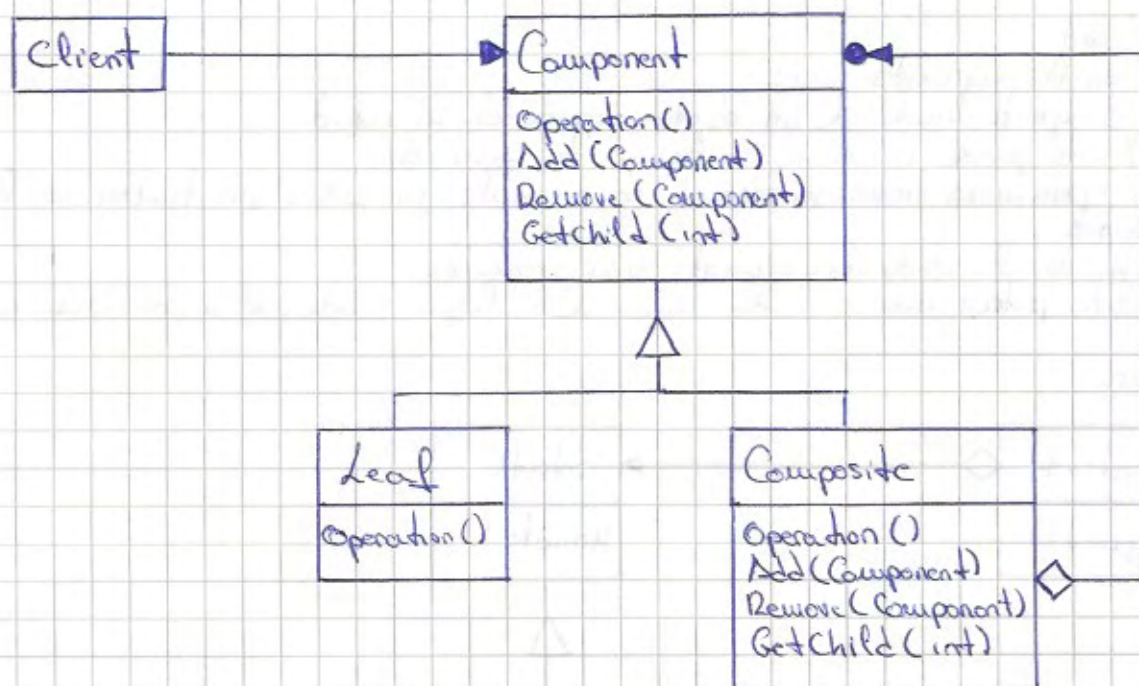 Client
Component
Operation()
Add (Component)
Remove (Component)
GetChild (int)
Leaf
Operation()
Composite
Operation ()
Add (Component)
Remove (Component)
GetChild (int)